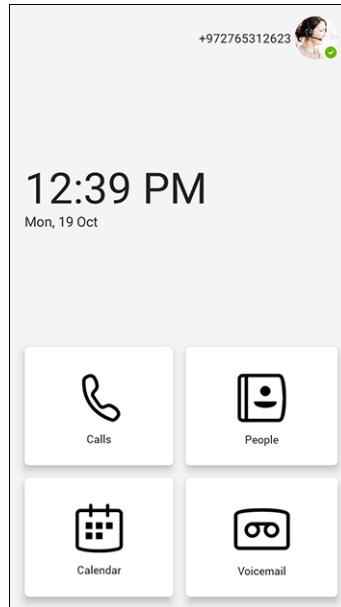 +972765312623
12:39 PM
Mon, 19 Oct
Calls
People
Calendar
Voicemail